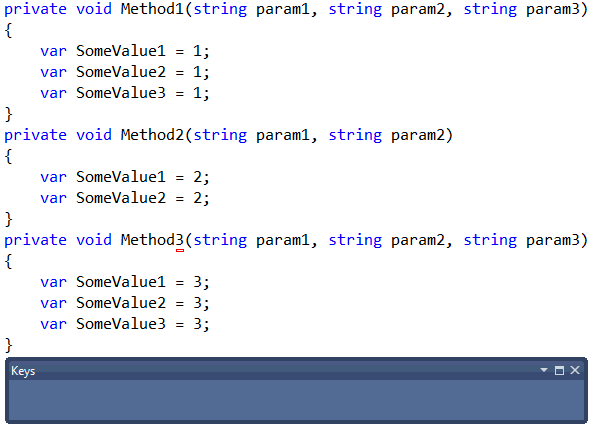 private void Method1(string param1, string param2, string param3)
{
    var SomeValue1 = 1;
    var SomeValue2 = 1;
    var SomeValue3 = 1;
}
private void Method2(string param1, string param2)
{
    var SomeValue1 = 2;
    var SomeValue2 = 2;
}
private void Method3(string param1, string param2, string param3)
{
    var SomeValue1 = 3;
    var SomeValue2 = 3;
    var SomeValue3 = 3;
}
Keys